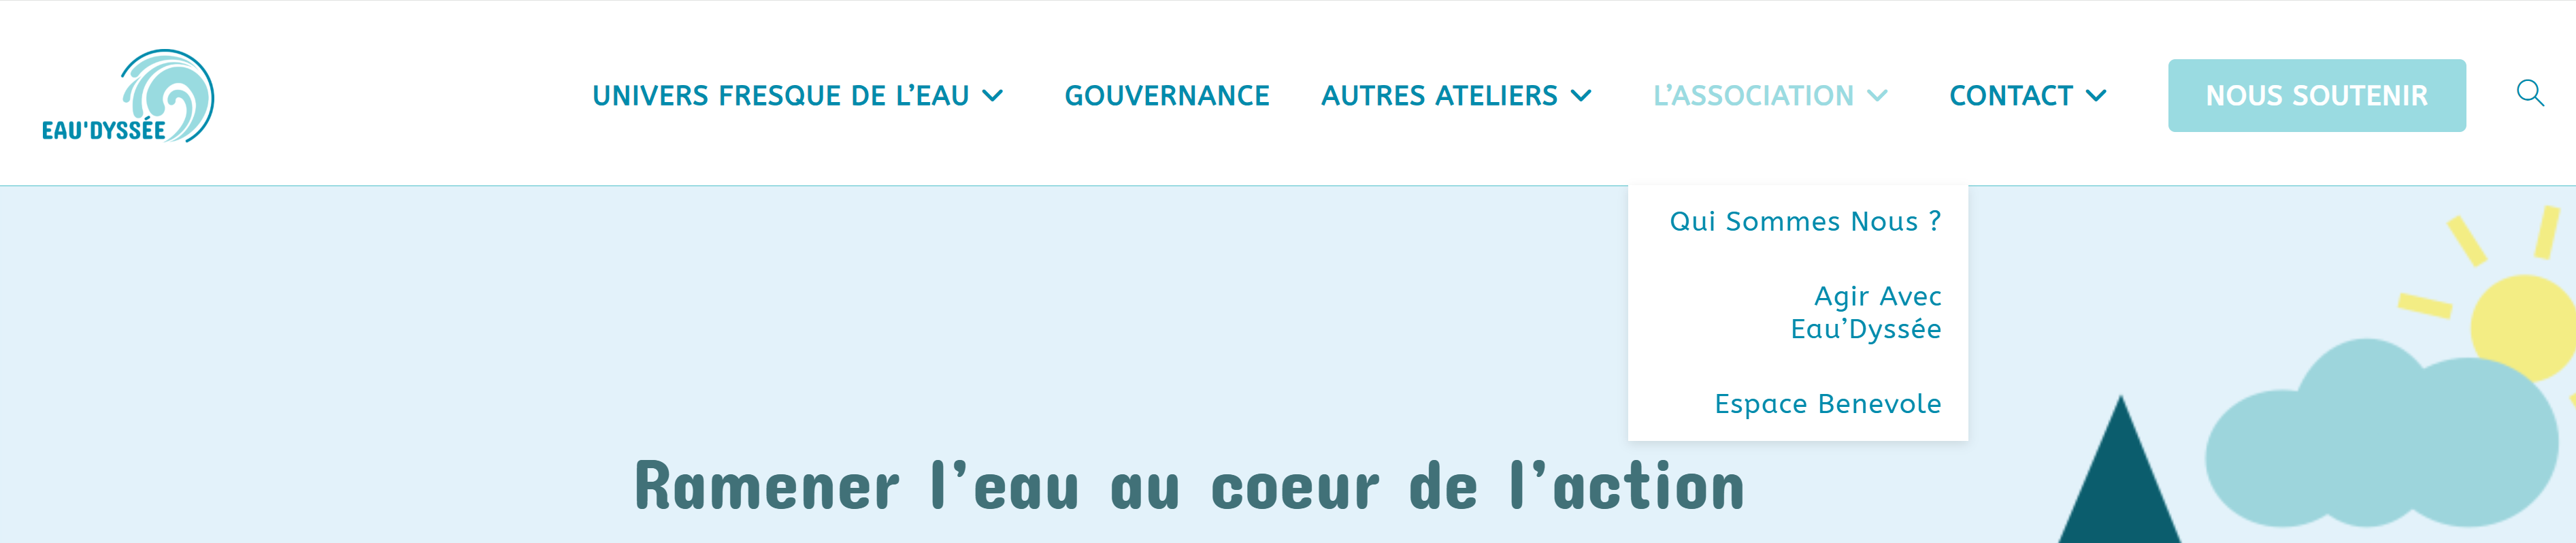 EAU'DYSSÉE
UNIVERS FRESQUE DE L’EAU
GOUVERNANCE
AUTRES ATELIERS
L’ASSOCIATION
CONTACT
NOUS SOUTENIR
Qui Sommes Nous ?
Agir Avec
Eau’Dyssée
Espace Benevole
Ramener l’eau au coeur de l’action